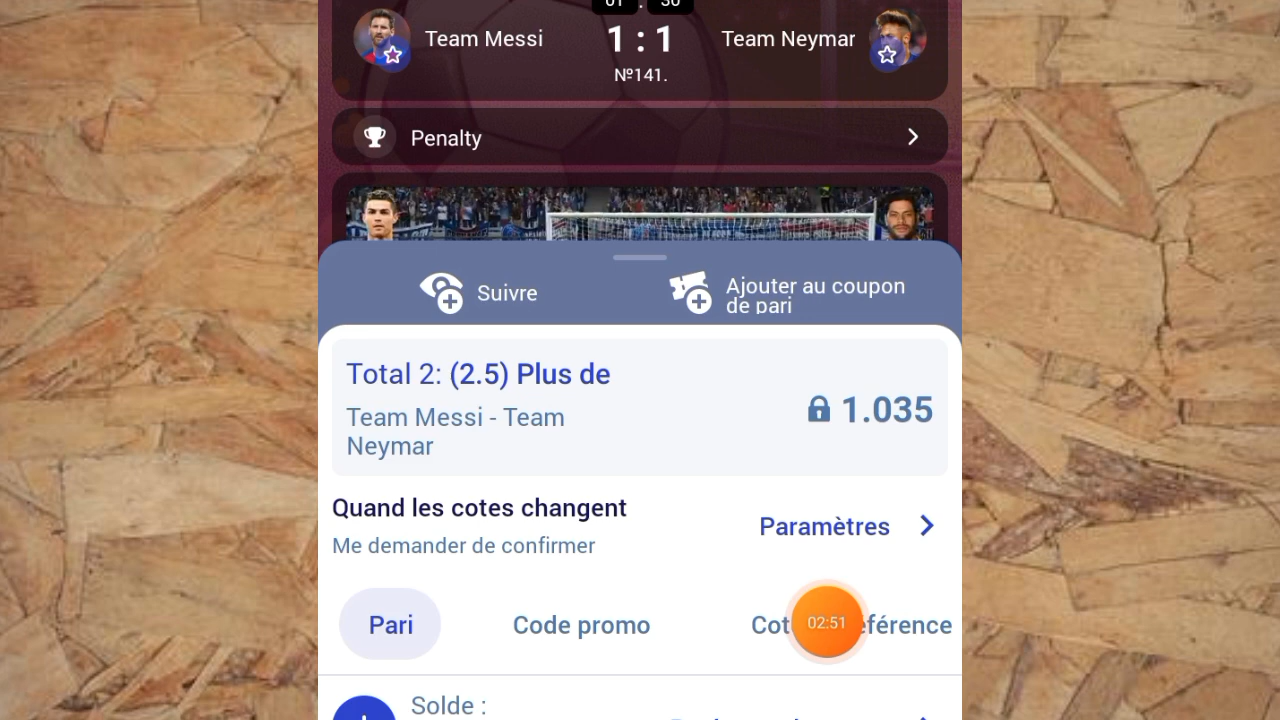 Team Messi
1 : 1
Team Neymar
№141.
Penalty
Suivre
Ajouter au coupon
de pari
Total 2: (2.5) Plus de
1.035
Team Messi - Team
Neymar
Quand les cotes changent
Me demander de confirmer
Paramètres
Pari
Code promo
02:51
Solde :